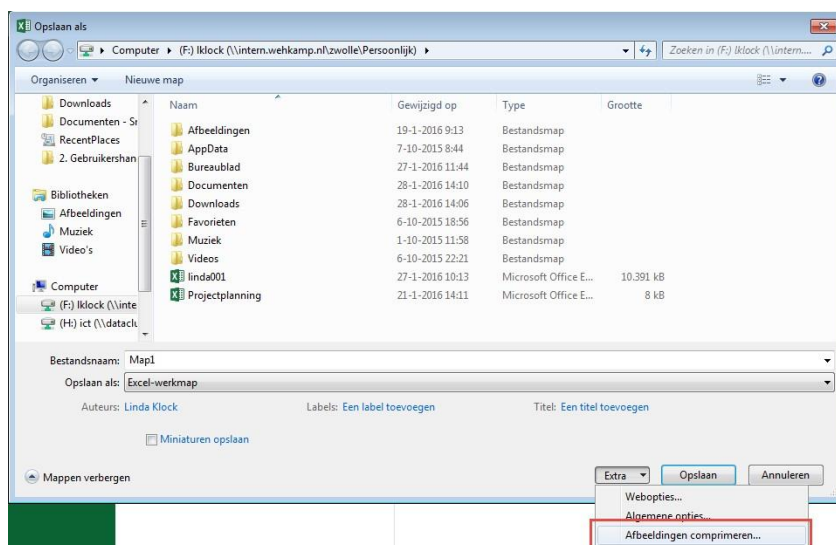 Opslaan als
Computer (F:) lklock (\\intern.wehkamp.nl\zwolle\Persoonlijk)
Zoeken in (F:) lklock (\\intern....
Organiseren Nieuwe map
Downloads
Documenten - Sr
RecentPlaces
2. Gebruikershan
Bibliotheken
Afbeeldingen
Muziek
Video's
Computer
(F:) lklock (\\inte
(H:) ict (\\dataclu
Naam Gewijzigd op Type Grootte
Afbeeldingen 19-1-2016 9:13 Bestandsmap
AppData 7-10-2015 8:44 Bestandsmap
Bureaublad 27-1-2016 11:44 Bestandsmap
Documenten 28-1-2016 14:10 Bestandsmap
Downloads 28-1-2016 14:06 Bestandsmap
Favorieten 6-10-2015 18:56 Bestandsmap
Muziek 1-10-2015 11:58 Bestandsmap
Videos 6-10-2015 22:21 Bestandsmap
linda001 27-1-2016 10:13 Microsoft Office E... 10.391 kB
Projectplanning 21-1-2016 14:11 Microsoft Office E... 8 kB
Bestandsnaam: Map1
Opslaan als: Excel-werkmap
Auteurs: Linda Klock Labels: Een label toevoegen Titel: Een titel toevoegen
Miniaturen opslaan
Mappen verbergen
Extra Opslaan Annuleren
Webopties...
Algemene opties...
Afbeeldingen comprimeren...